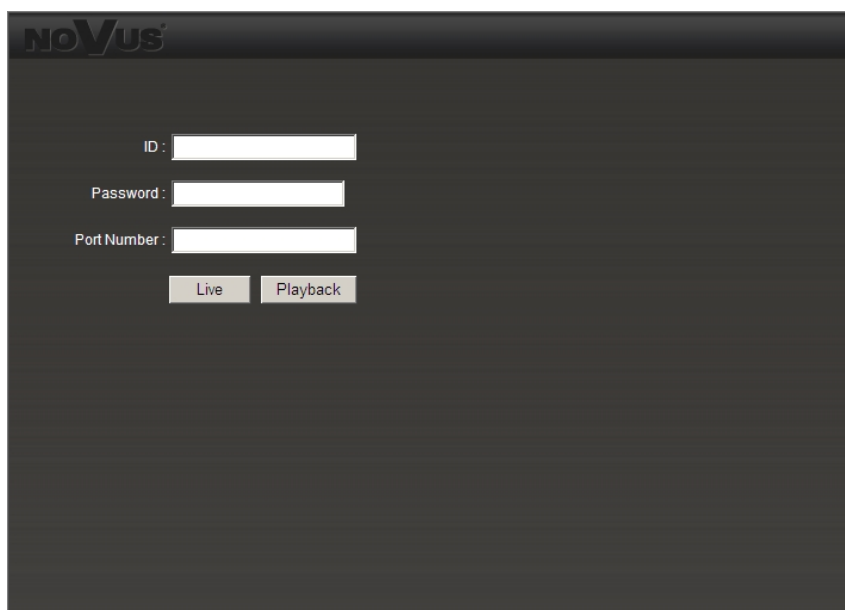 NOVUS
ID :
Password :
Port Number :
Live Playback